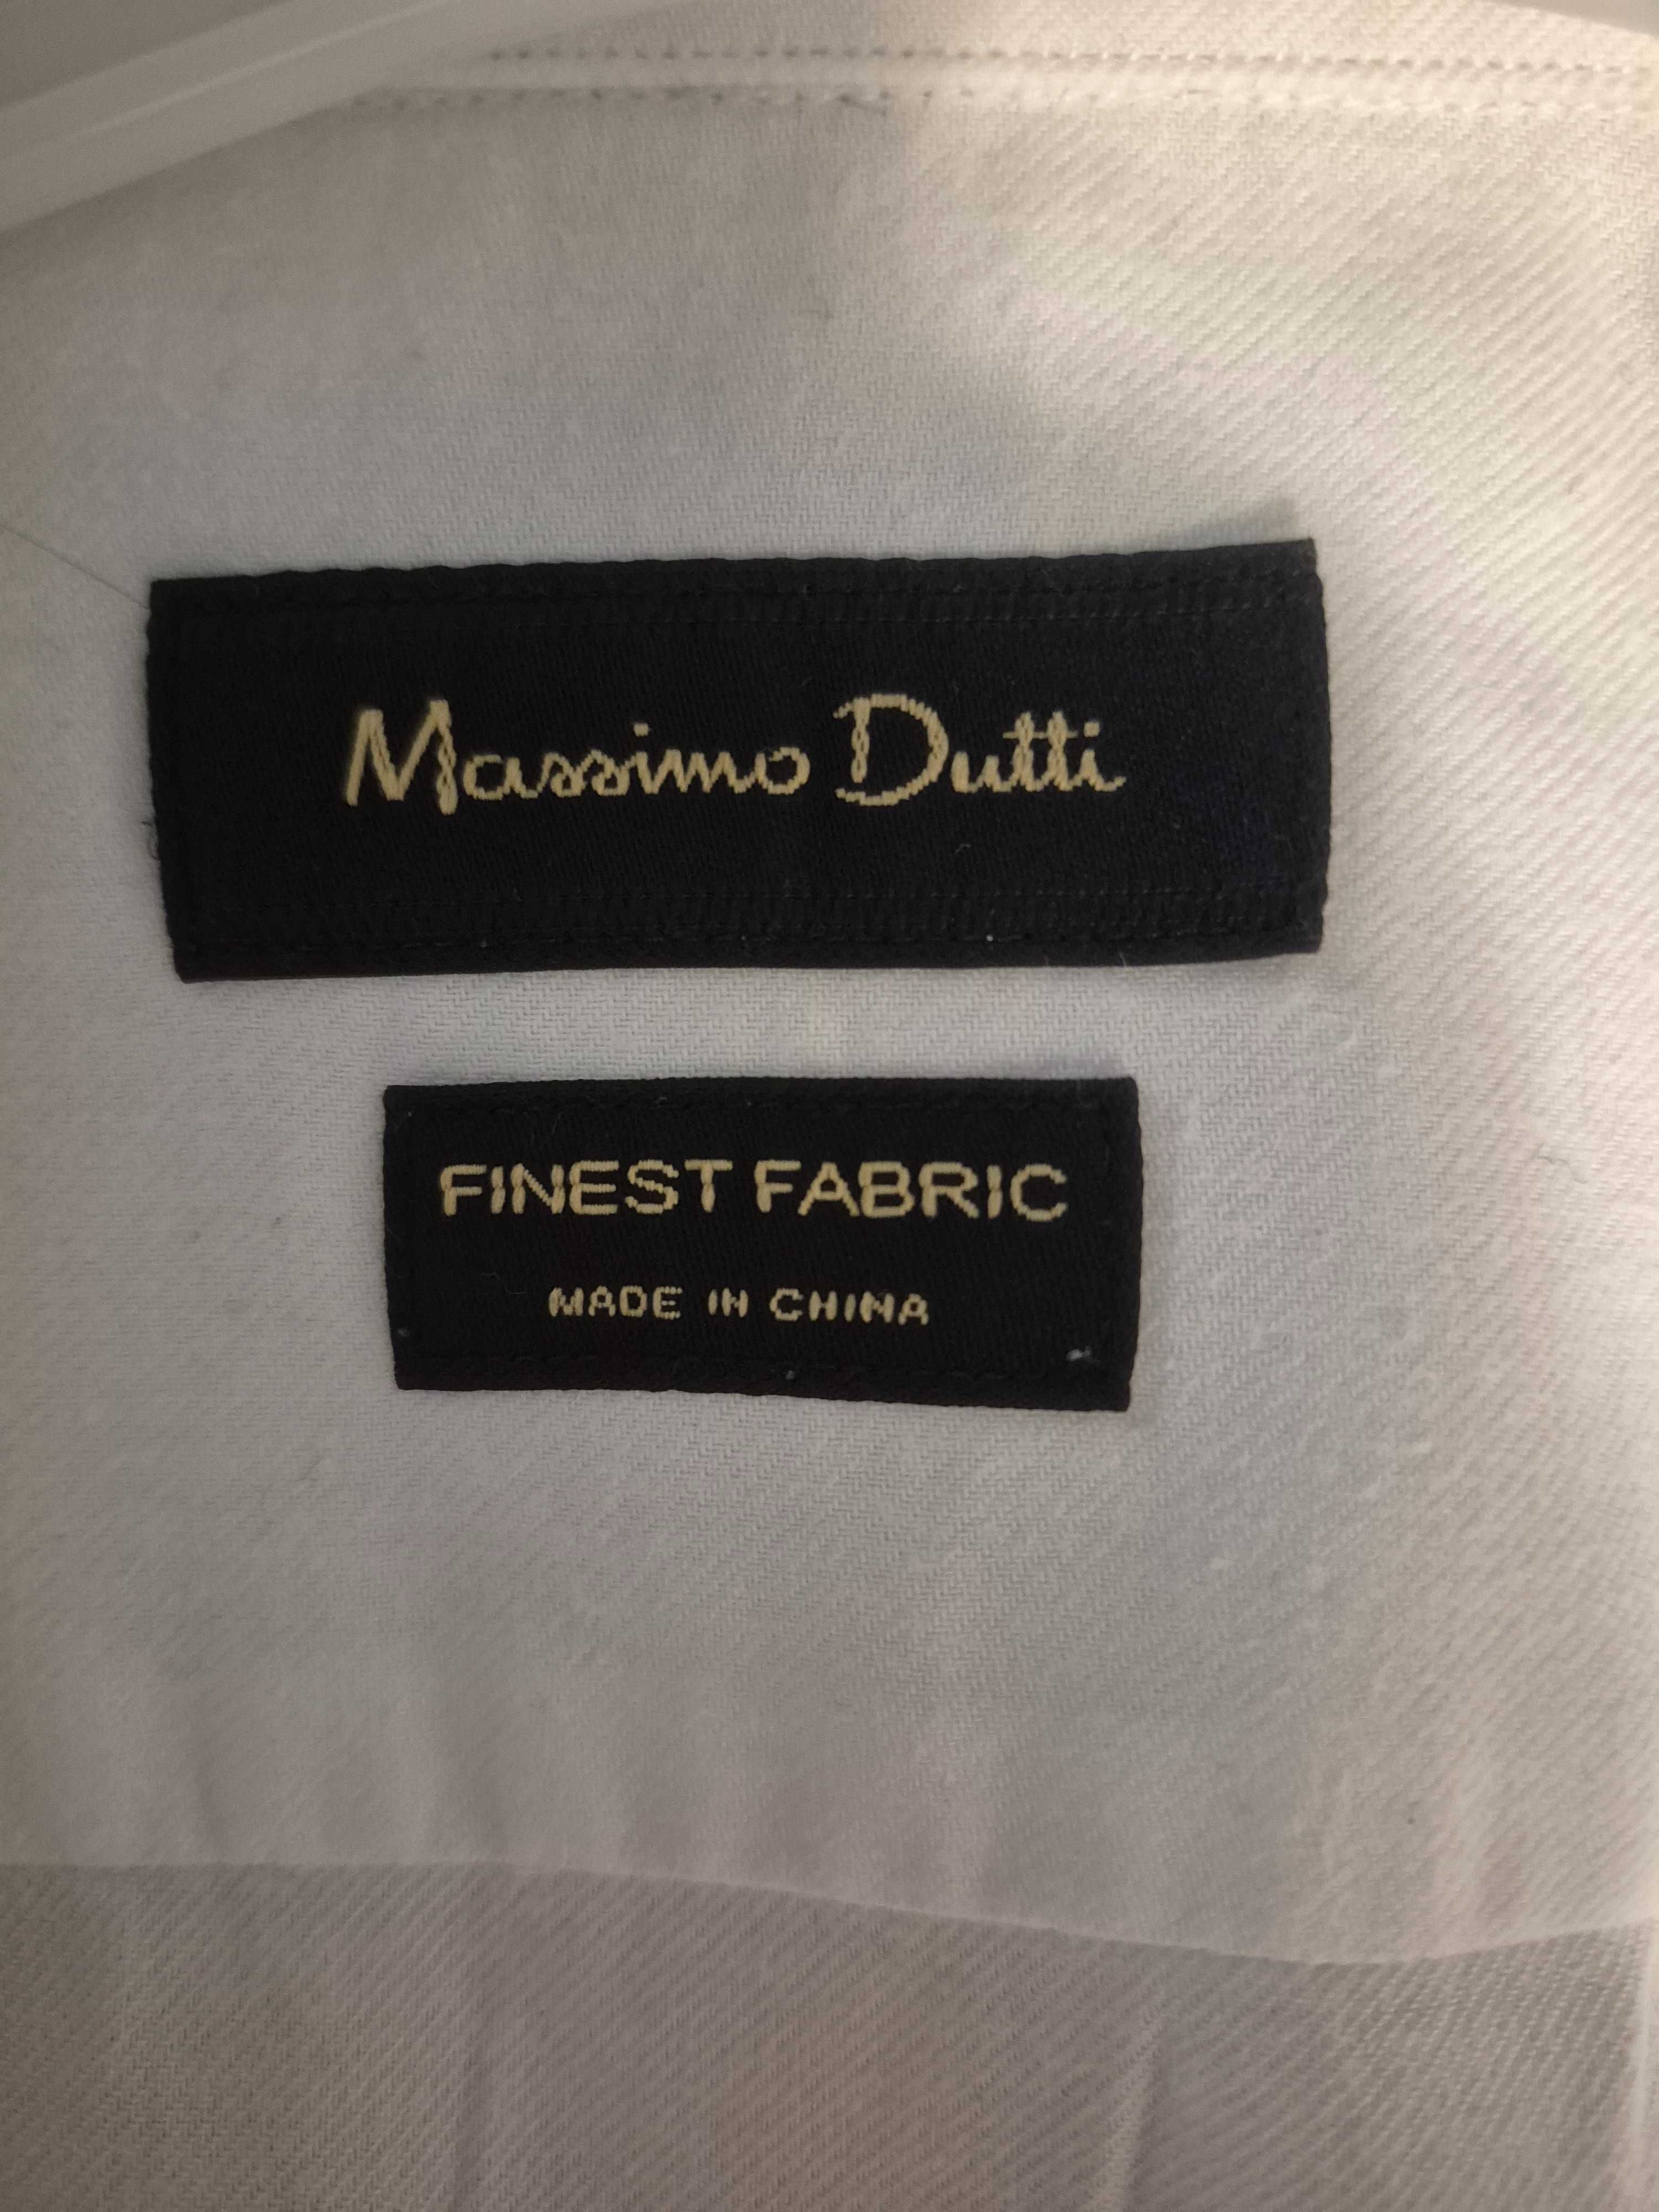 Massimo Dutti
FINEST FABRIC
MADE IN CHINA